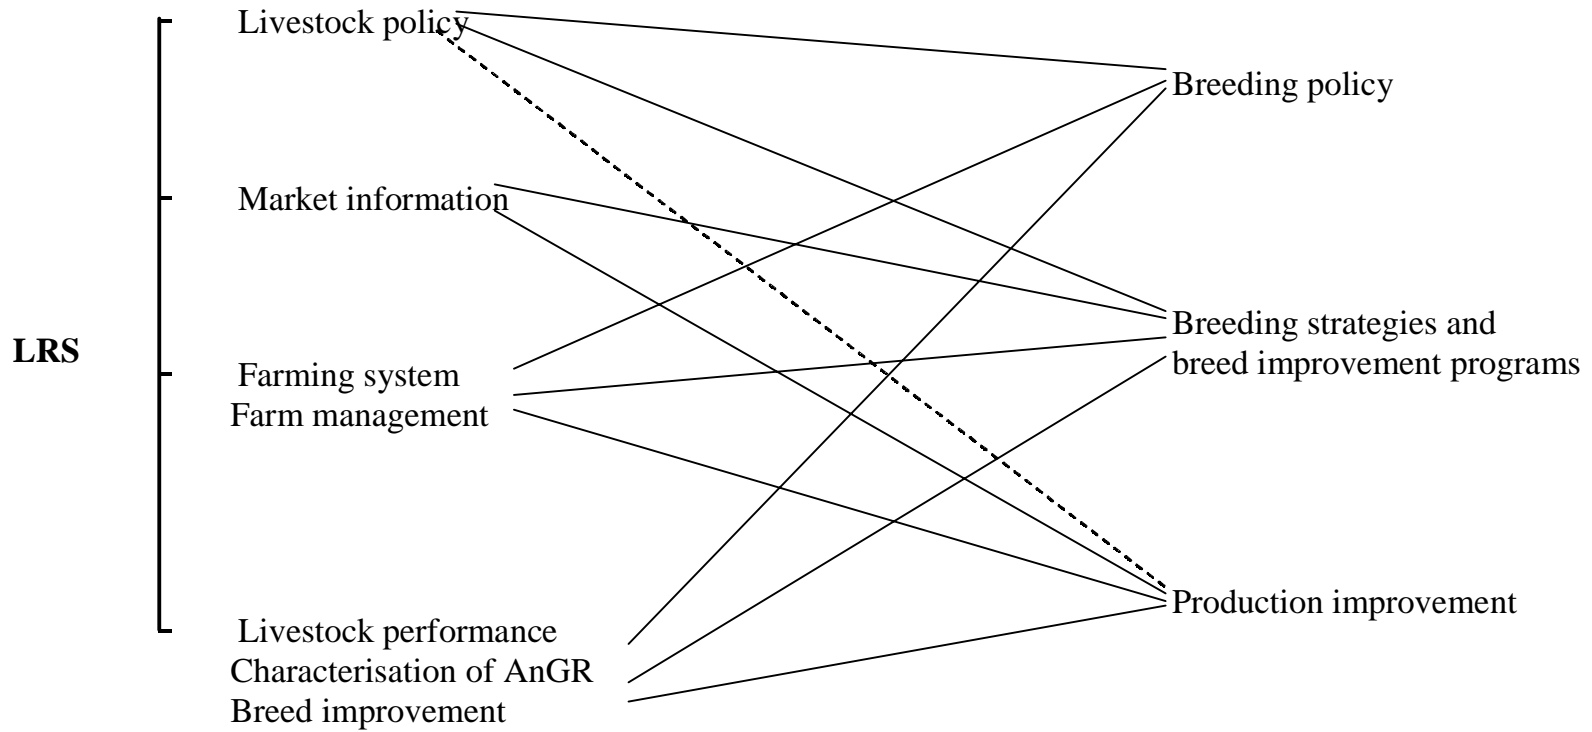 Livestock policy
Breeding policy
Market information
Breeding strategies and
breed improvement programs
LRS
Farming system
Farm management
Production improvement
Livestock performance
Characterisation of AnGR
Breed improvement